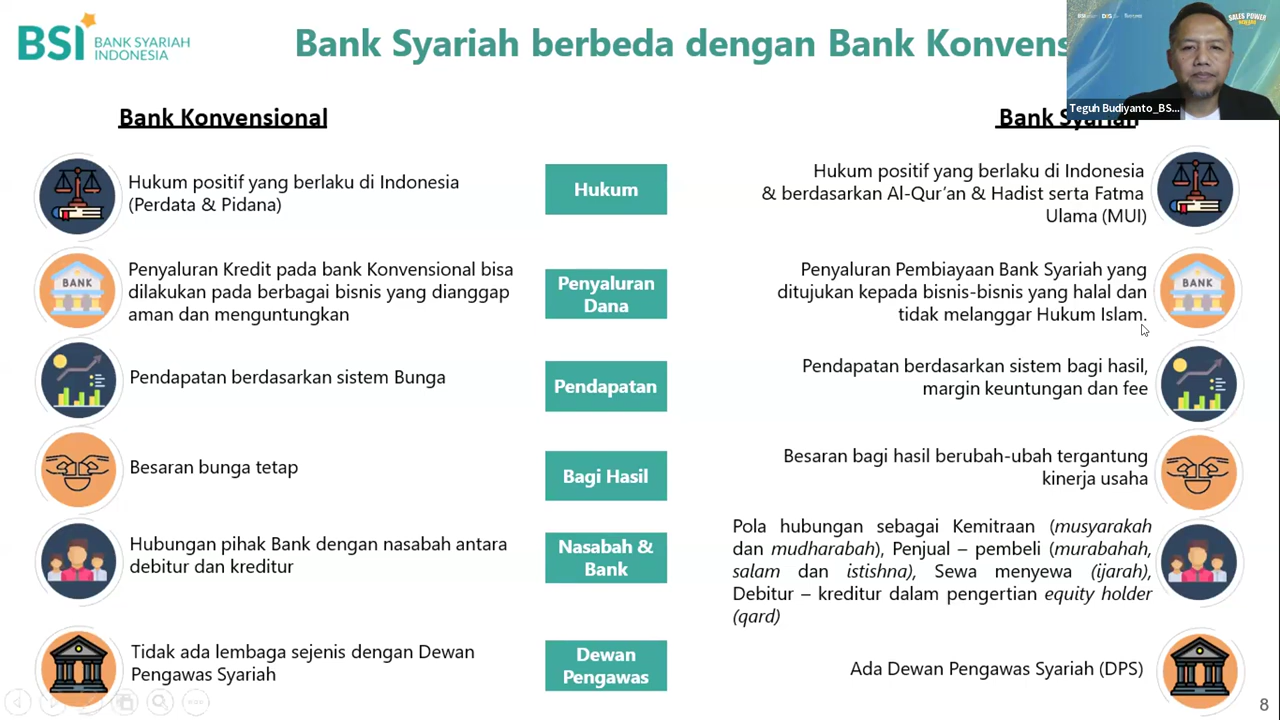 BSI BANK SYARIAH
INDONESIA
Bank Syariah berbeda dengan Bank Konvens
SALES POWER
Teguh Budiyanto_BS...
Bank Konvensional
Bank Syariah
Hukum positif yang berlaku di Indonesia
(Perdata & Pidana)
Hukum
Hukum positif yang berlaku di Indonesia
& berdasarkan Al-Qur’an & Hadist serta Fatma
Ulama (MUI)
BANK
Penyaluran Kredit pada bank Konvensional bisa
dilakukan pada berbagai bisnis yang dianggap
aman dan menguntungkan
Penyaluran
Dana
Penyaluran Pembiayaan Bank Syariah yang
ditujukan kepada bisnis-bisnis yang halal dan
tidak melanggar Hukum Islam.
BANK
Pendapatan berdasarkan sistem Bunga
Pendapatan
Pendapatan berdasarkan sistem bagi hasil,
margin keuntungan dan fee
Besaran bunga tetap
Bagi Hasil
Besaran bagi hasil berubah-ubah tergantung
kinerja usaha
Hubungan pihak Bank dengan nasabah antara
debitur dan kreditur
Nasabah &
Bank
Pola hubungan sebagai Kemitraan (musyarakah
dan mudharabah), Penjual – pembeli (murabahah,
salam dan istishna), Sewa menyewa (ijarah),
Debitur – kreditur dalam pengertian equity holder
(qard)
Tidak ada lembaga sejenis dengan Dewan
Pengawas Syariah
Dewan
Pengawas
Ada Dewan Pengawas Syariah (DPS)
8